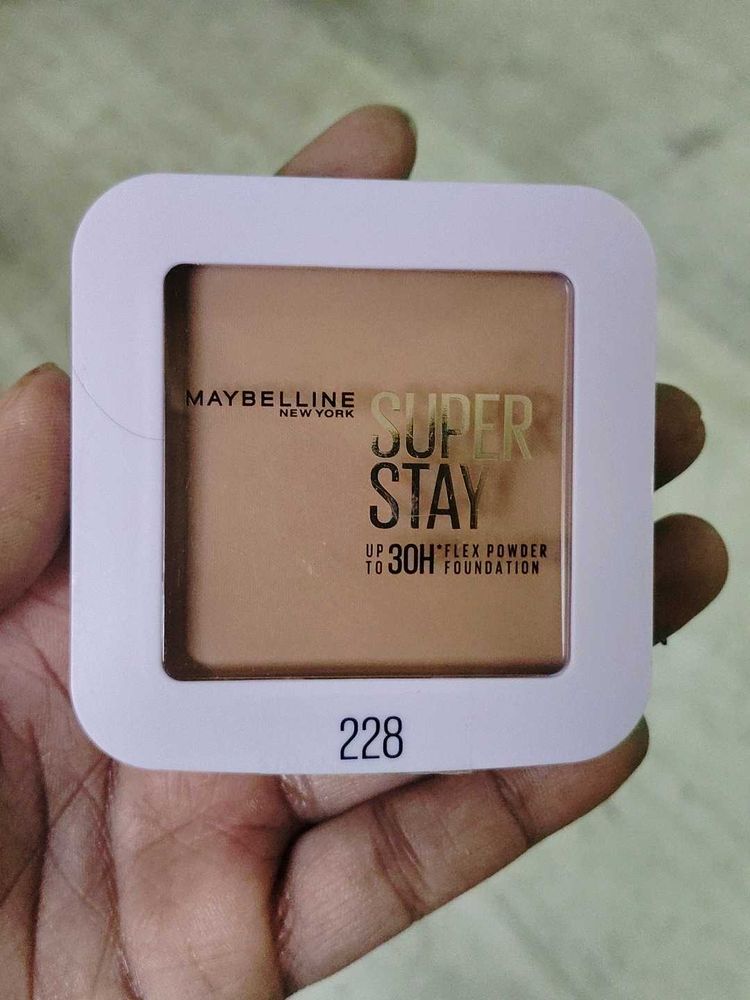 MAYBELLINE
NEW YORK
SUPER
STAY
UP TO 30H* FLEX POWDER FOUNDATION
228